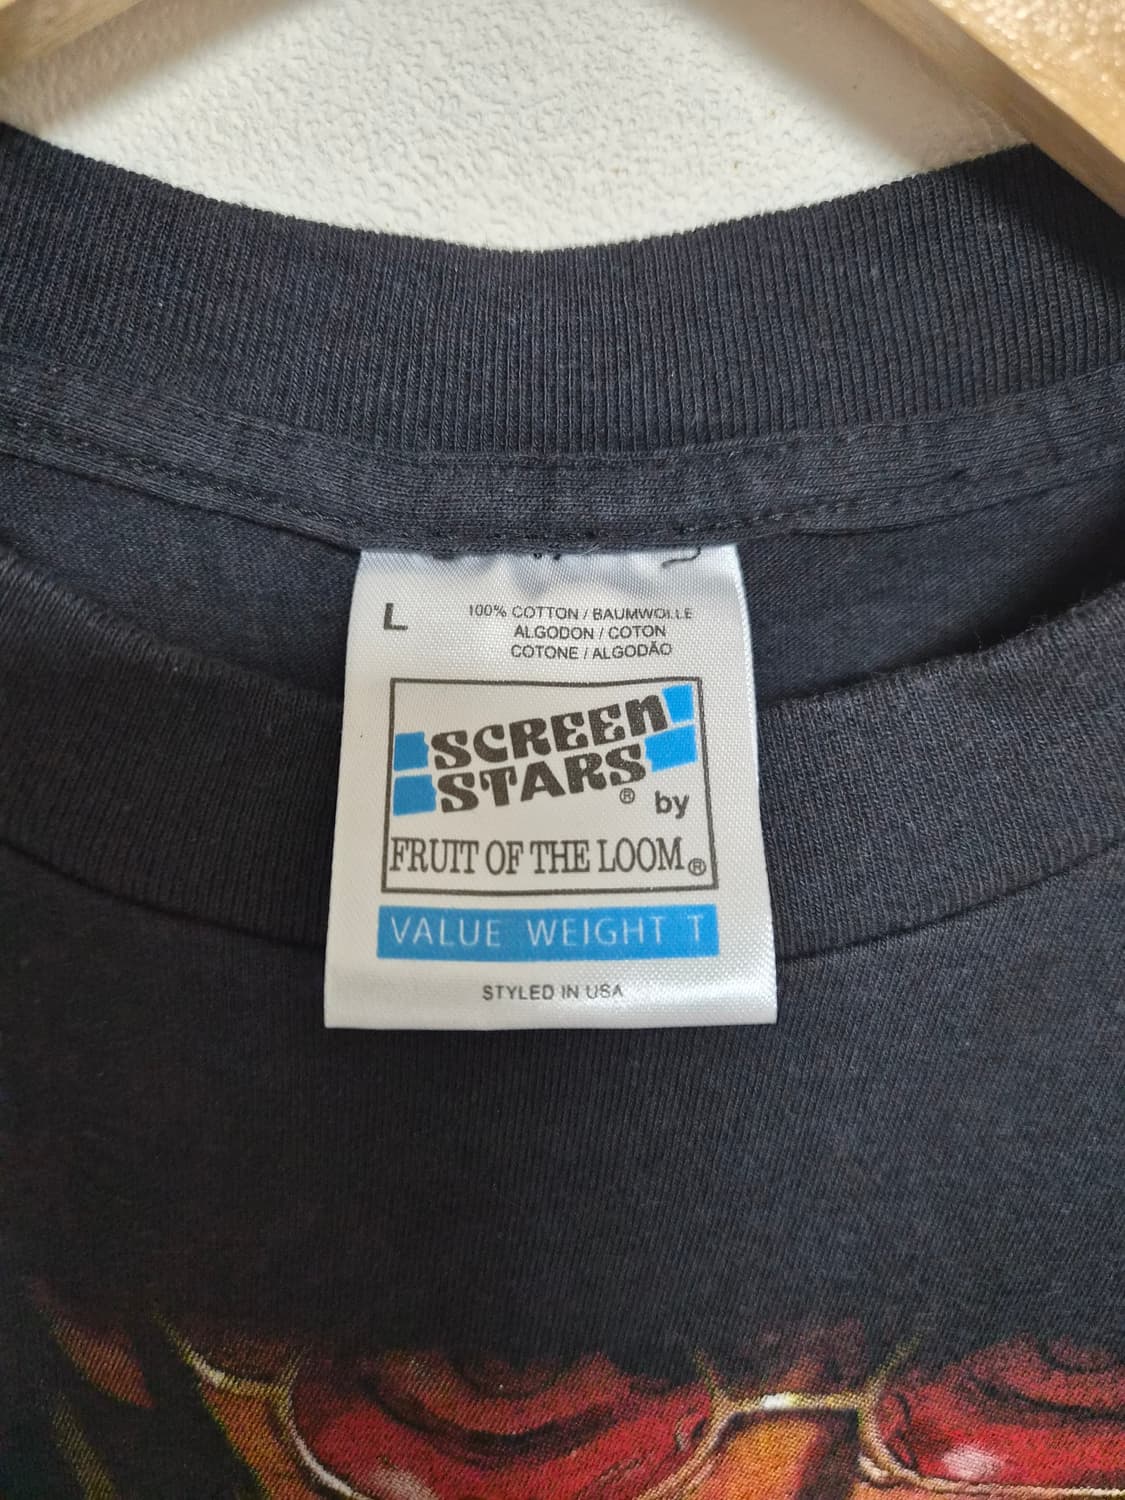 L
100% COTTON / BAUMWOLLE
ALGODON / COTON
COTONE / ALGODÃO
SCREEN
STARS® by
FRUIT OF THE LOOM®
VALUE WEIGHT T
STYLED IN USA